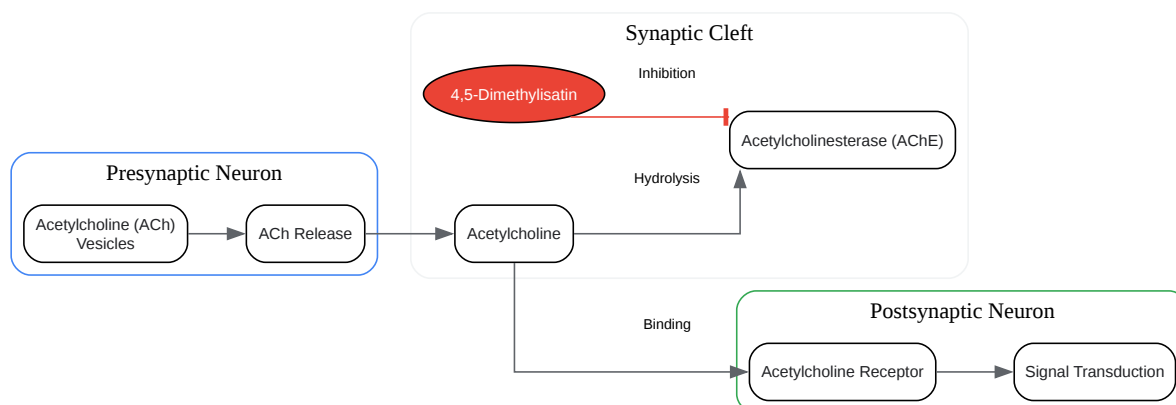 Synaptic Cleft
Inhibition
4,5-Dimethylisatin
Acetylcholinesterase (AChE)
Presynaptic Neuron
Hydrolysis
Acetylcholine (ACh)
Vesicles
ACh Release
Acetylcholine
Postsynaptic Neuron
Binding
Acetylcholine Receptor
Signal Transduction